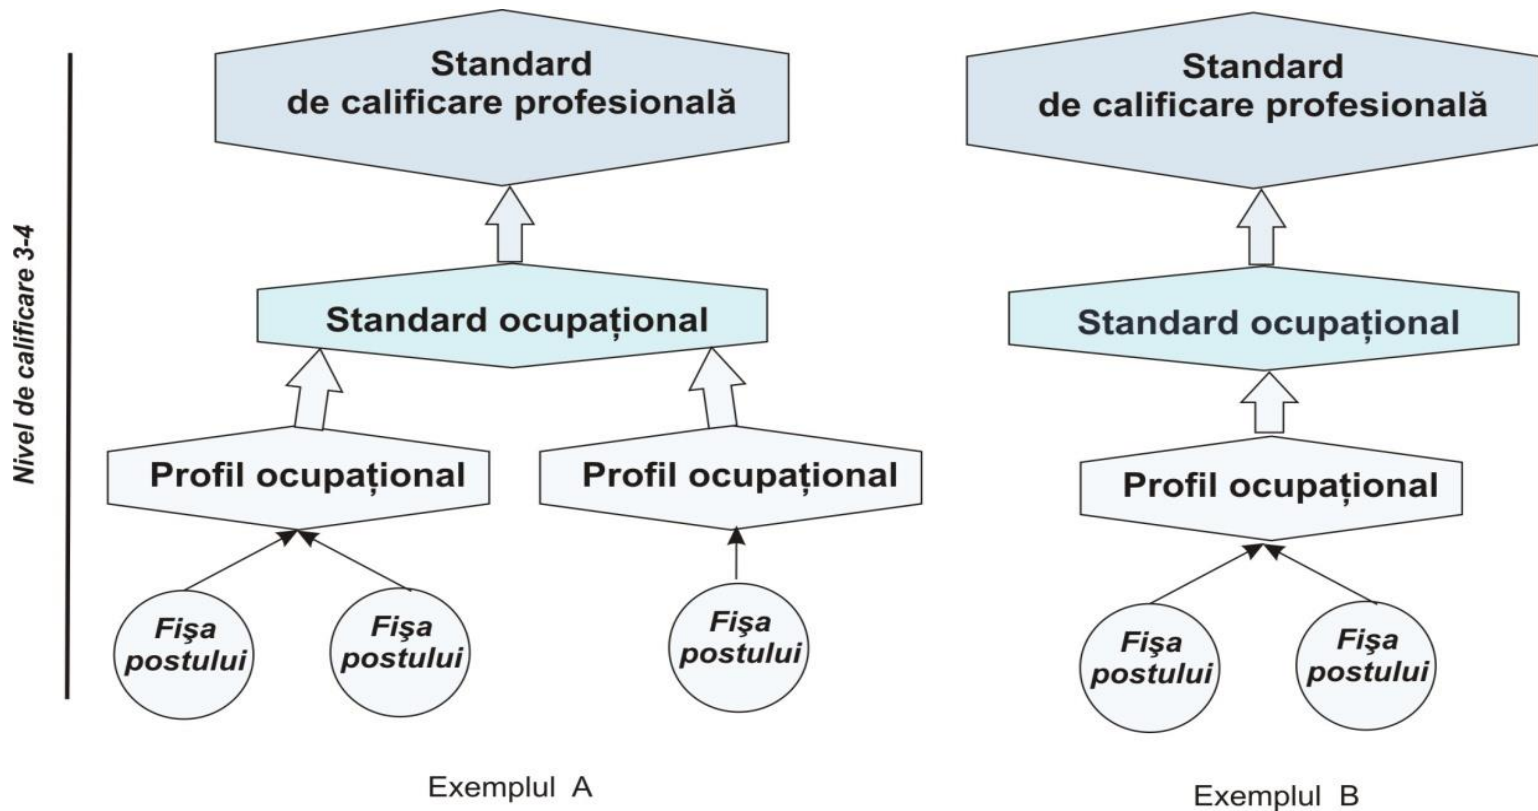 Nivel de calificare 3-4
Standard
de calificare profesională
Standard ocupațional
Profil ocupațional
Profil ocupațional
Fişa
postului
Fişa
postului
Fişa
postului
Exemplul A
Standard
de calificare profesională
Standard ocupațional
Profil ocupațional
Fişa
postului
Fişa
postului
Exemplul B